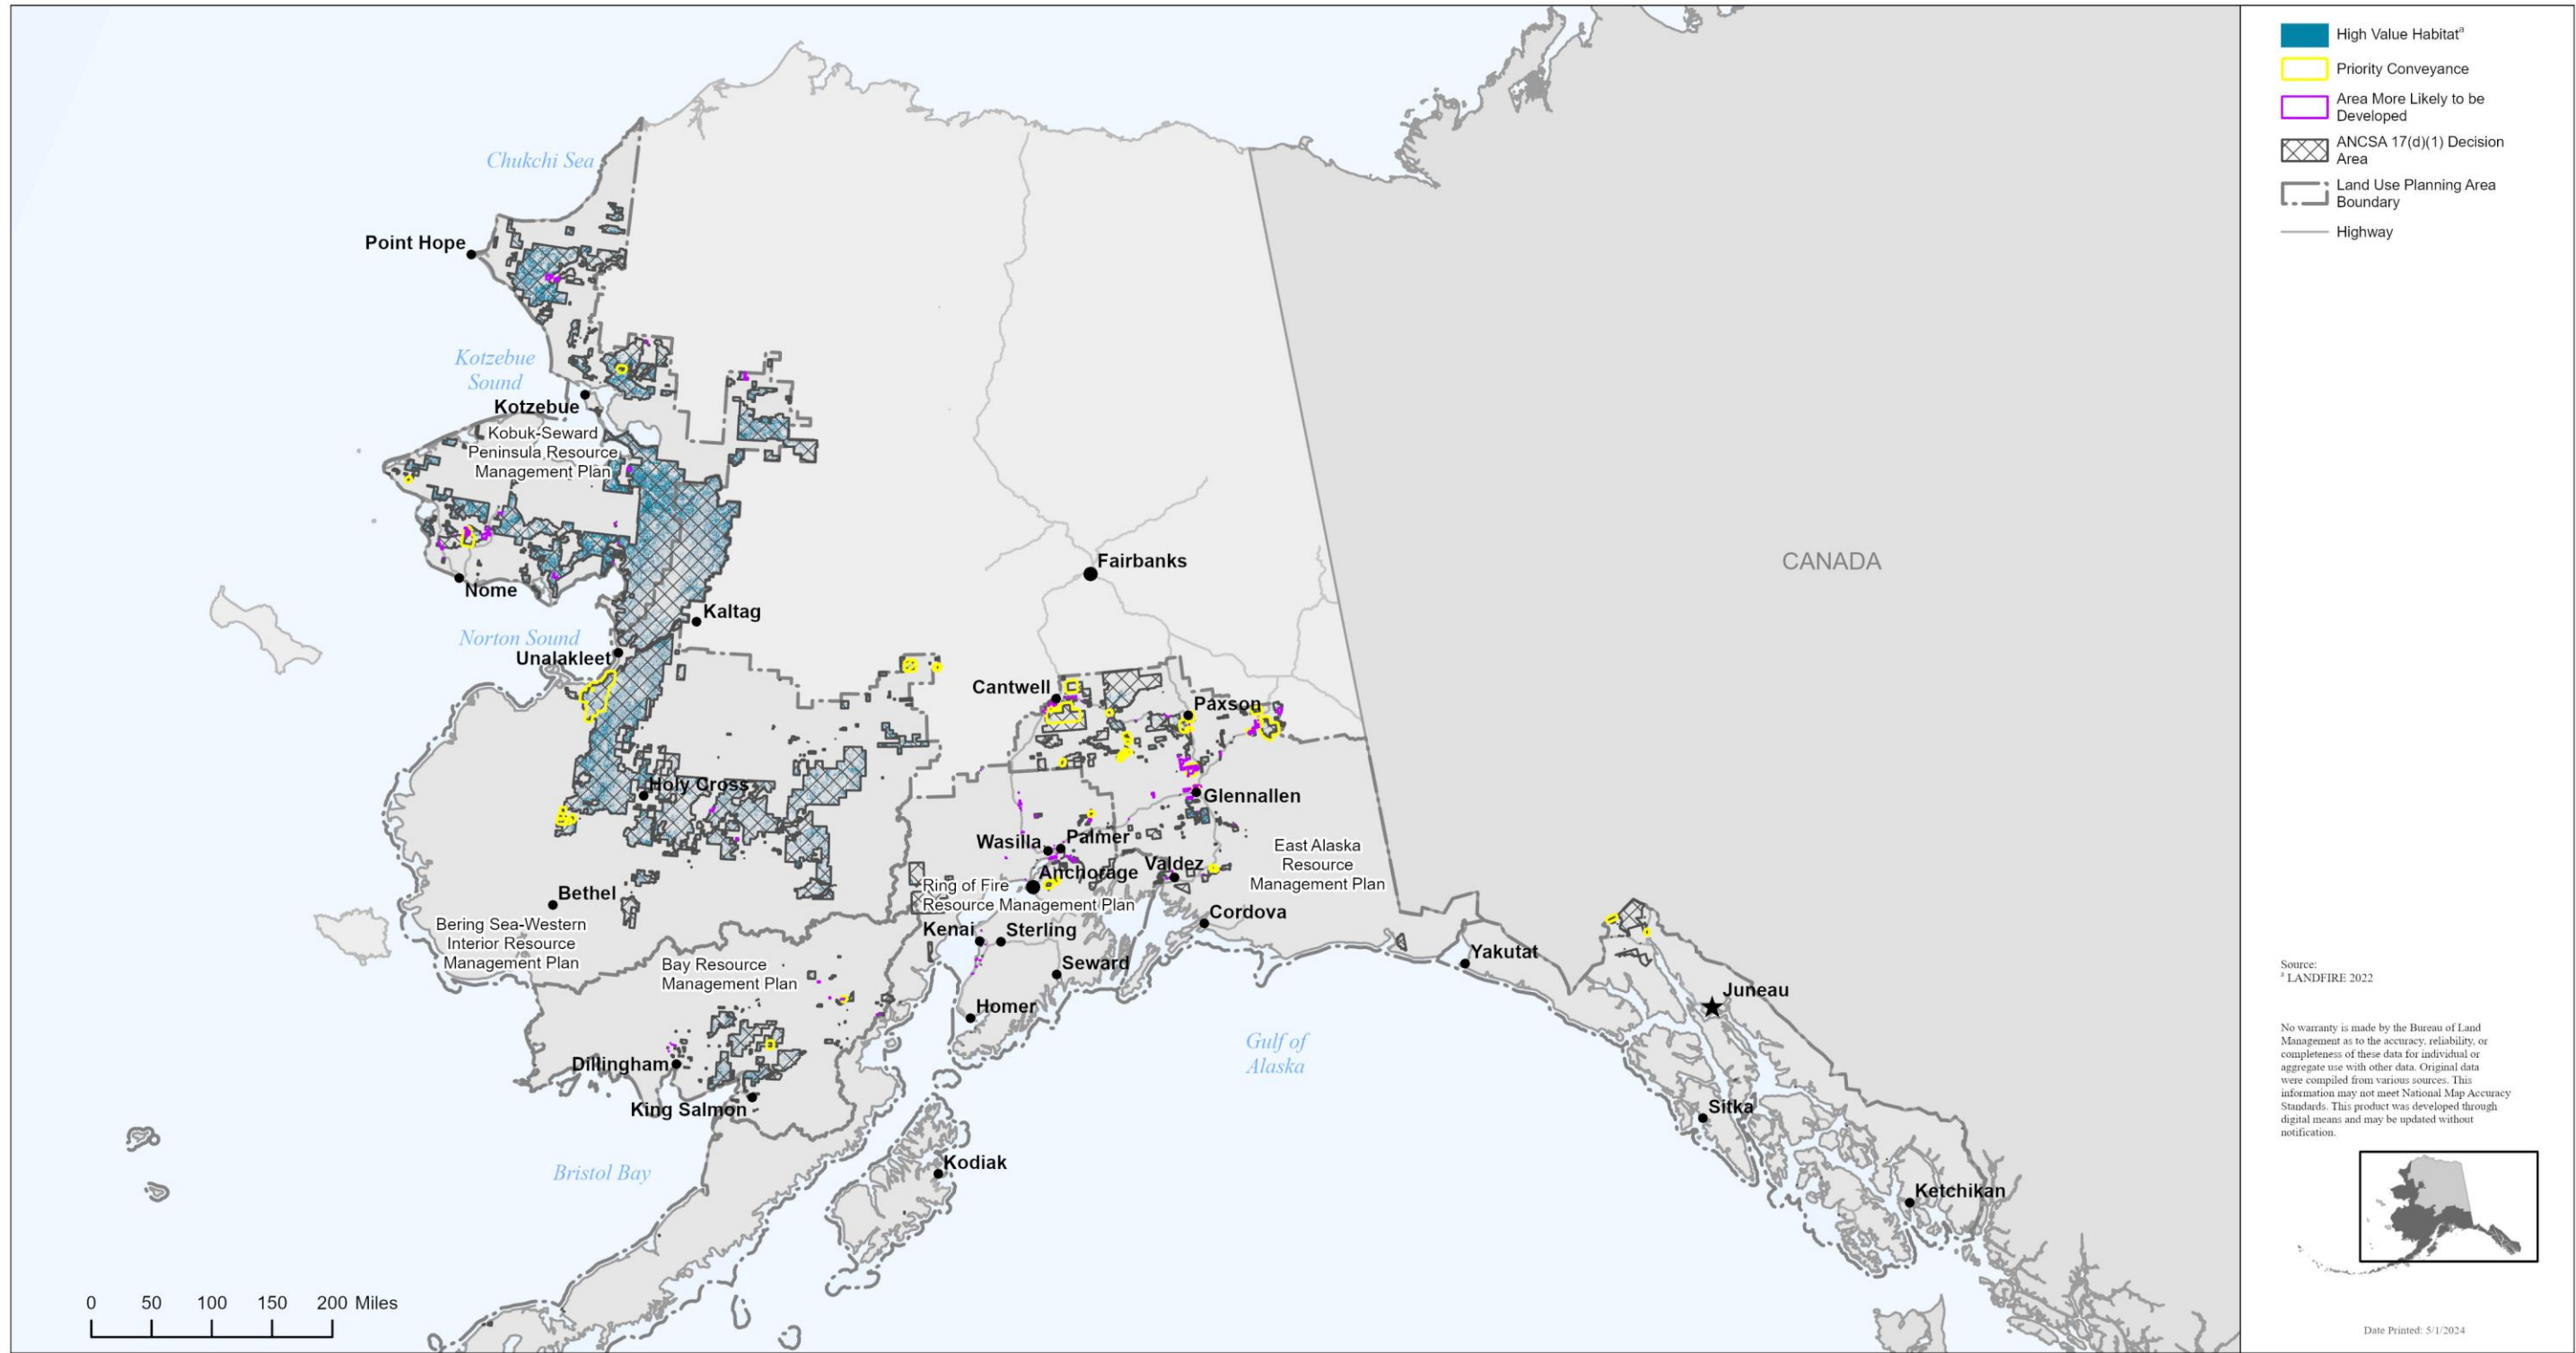 Chukchi Sea
Point Hope
Kotzebue
Sound
Kotzebue
Kobuk-Seward
Peninsula Resource
Management Plan
Nome
Norton Sound
Unalakleet
Kaltag
Fairbanks
CANADA
Cantwell
Paxson
Holy Cross
Glennallen
Wasilla
Palmer
Valdez
East Alaska
Resource
Management Plan
Anchorage
Ring of Fire
Resource Management Plan
Bethel
Bering Sea-Western
Interior Resource
Management Plan
Cordova
Kenai
Sterling
Yakutat
Bay Resource
Management Plan
Seward
Juneau
Homer
Gulf of
Alaska
Dillingham
King Salmon
Sitka
Bristol Bay
Kodiak
Ketchikan
0 50 100 150 200 Miles
High Value Habitatᵃ
Priority Conveyance
Area More Likely to be
Developed
ANCSA 17(d)(1) Decision
Area
Land Use Planning Area
Boundary
Highway
Source:
ᵃ LANDFIRE 2022
No warranty is made by the Bureau of Land
Management as to the accuracy, reliability, or
completeness of these data for individual or
aggregate use with other data. Original data
were compiled from various sources. This
information may not meet National Map Accuracy
Standards. This product was developed through
digital means and may be updated without
notification.
Date Printed: 5/1/2024